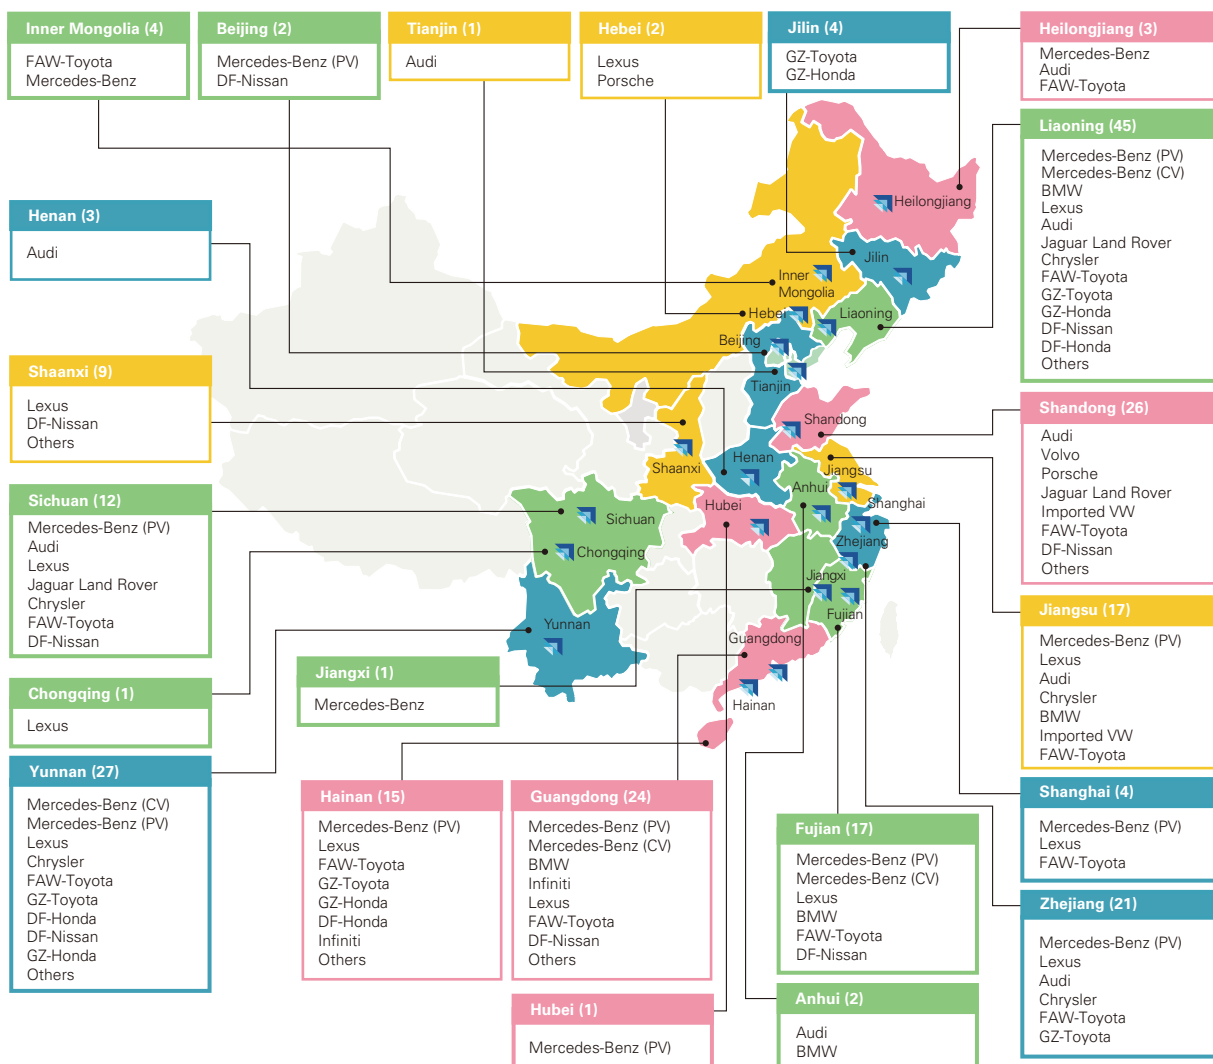 Inner Mongolia (4)
FAW-Toyota
Mercedes-Benz
Beijing (2)
Mercedes-Benz (PV)
DF-Nissan
Tianjin (1)
Audi
Hebei (2)
Lexus
Porsche
Jilin (4)
GZ-Toyota
GZ-Honda
Heilongjiang (3)
Mercedes-Benz
Audi
FAW-Toyota
Liaoning (45)
Mercedes-Benz (PV)
Mercedes-Benz (CV)
BMW
Lexus
Audi
Jaguar Land Rover
Chrysler
FAW-Toyota
GZ-Toyota
GZ-Honda
DF-Nissan
DF-Honda
Others
Henan (3)
Audi
Shaanxi (9)
Lexus
DF-Nissan
Others
Sichuan (12)
Mercedes-Benz (PV)
Audi
Lexus
Jaguar Land Rover
Chrysler
FAW-Toyota
DF-Nissan
Chongqing (1)
Lexus
Yunnan (27)
Mercedes-Benz (CV)
Mercedes-Benz (PV)
Lexus
Chrysler
FAW-Toyota
GZ-Toyota
DF-Honda
DF-Nissan
GZ-Honda
Others
Heilongjiang
Jilin
Inner
Mongolia
Hebei
Liaoning
Beijing
Tianjin
Shandong
Henan
Shaanxi
Jiangsu
Anhui
Shanghai
Hubei
Sichuan
Zhejiang
Chongqing
Jiangxi
Fujian
Yunnan
Guangdong
Hainan
Shandong (26)
Audi
Volvo
Porsche
Jaguar Land Rover
Imported VW
FAW-Toyota
DF-Nissan
Others
Jiangsu (17)
Mercedes-Benz (PV)
Lexus
Audi
Chrysler
BMW
Imported VW
FAW-Toyota
Shanghai (4)
Mercedes-Benz (PV)
Lexus
FAW-Toyota
Zhejiang (21)
Mercedes-Benz (PV)
Lexus
Audi
Chrysler
FAW-Toyota
GZ-Toyota
Jiangxi (1)
Mercedes-Benz
Hainan (15)
Mercedes-Benz (PV)
Lexus
FAW-Toyota
GZ-Toyota
GZ-Honda
DF-Honda
Infiniti
Others
Guangdong (24)
Mercedes-Benz (PV)
Mercedes-Benz (CV)
BMW
Infiniti
Lexus
FAW-Toyota
DF-Nissan
Others
Hubei (1)
Mercedes-Benz (PV)
Fujian (17)
Mercedes-Benz (PV)
Mercedes-Benz (CV)
Lexus
BMW
FAW-Toyota
DF-Nissan
Anhui (2)
Audi
BMW